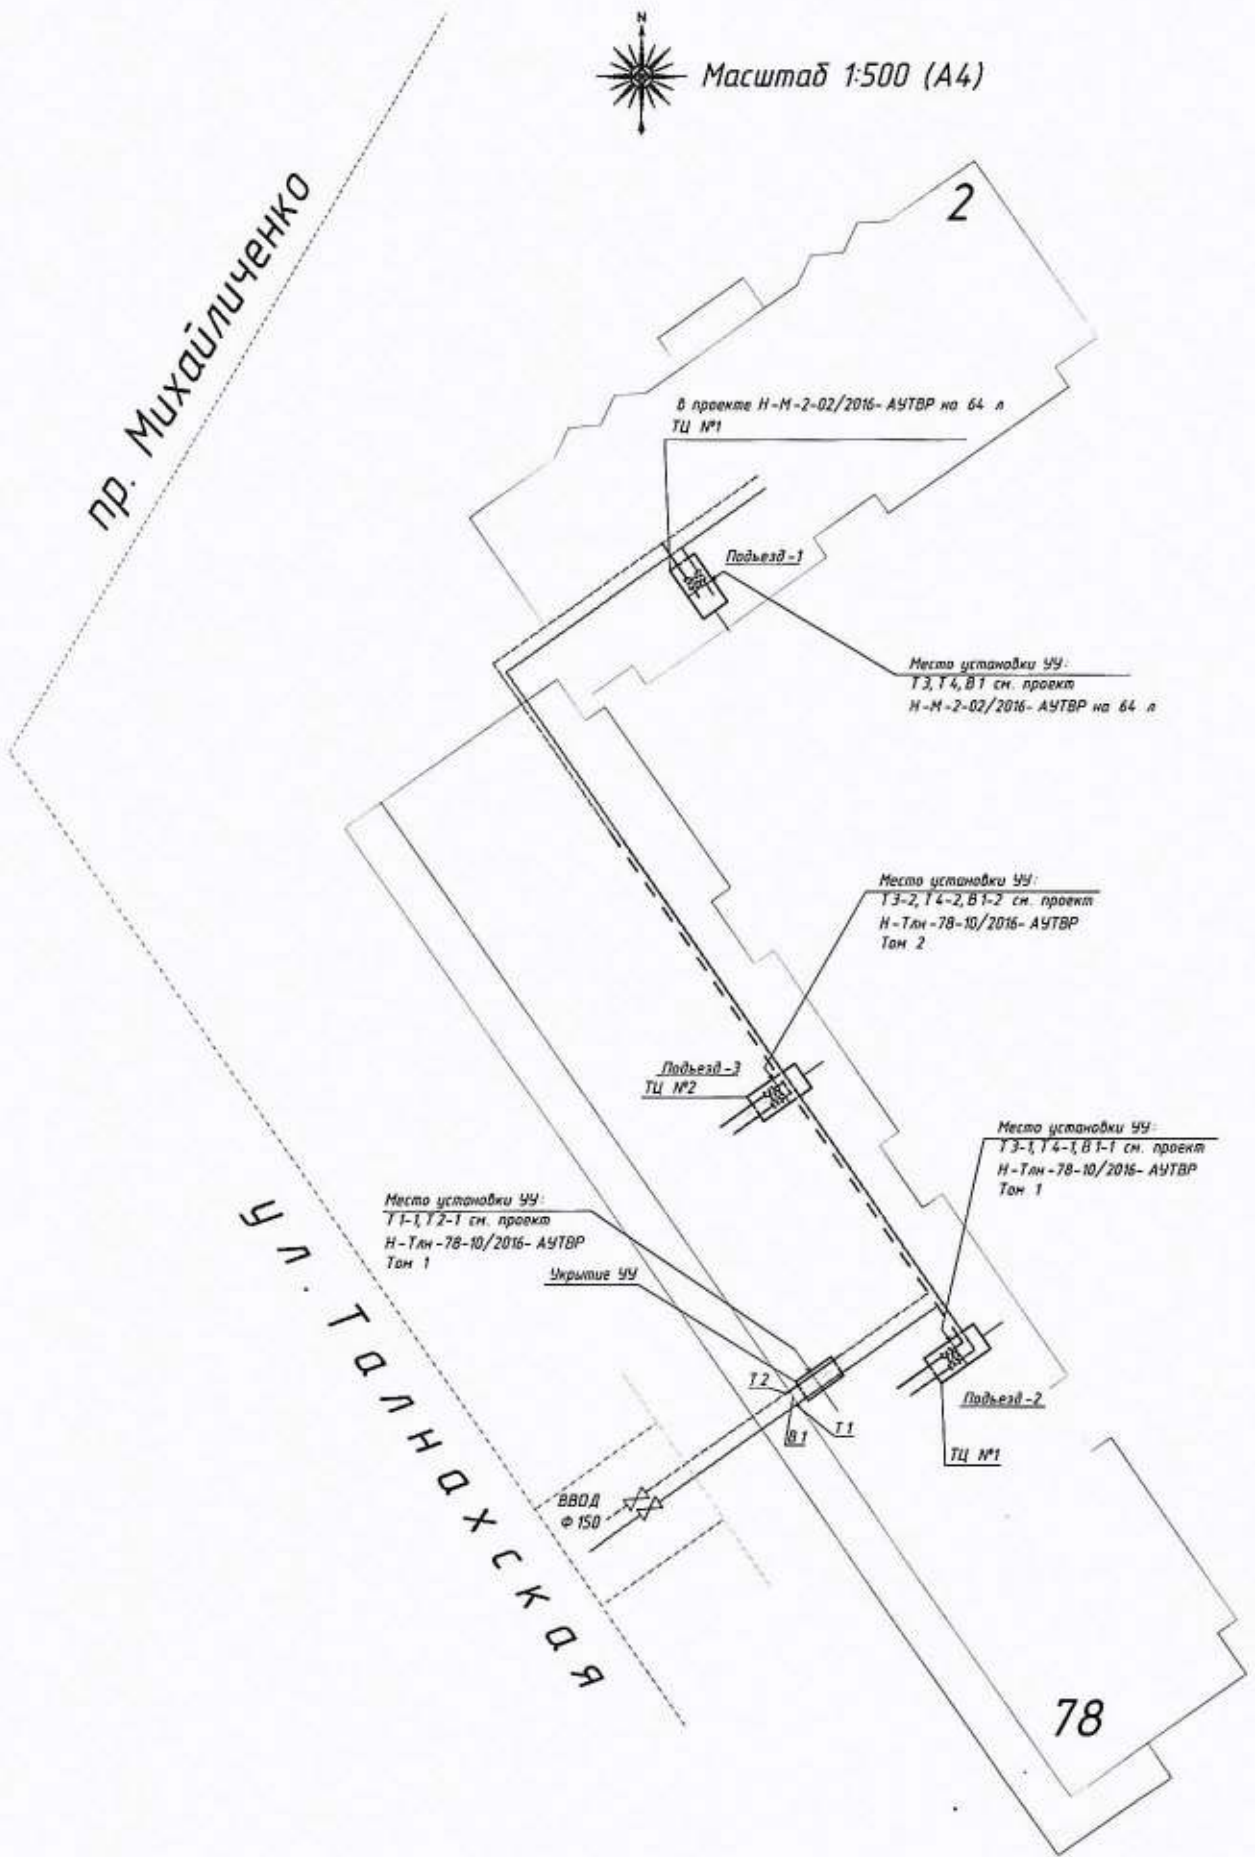 N
Масштаб 1:500 (А4)
2
пр. Михайличенко
в проекте Н-М-2-02/2016- АУТВР на 64 л
ТЦ №1
Подьезд-1
Место установки УУ:
Т3, Т4, В1 см. проект
Н-М-2-02/2016- АУТВР на 64 л
Место установки УУ:
Т3-2, Т4-2, В1-2 см. проект
Н-Тлн-78-10/2016- АУТВР
Том 2
Подьезд-3
ТЦ №2
Место установки УУ:
Т3-1, Т4-1, В1-1 см. проект
Н-Тлн-78-10/2016- АУТВР
Том 1
Место установки УУ:
Т1-1, Т2-1 см. проект
Н-Тлн-78-10/2016- АУТВР
Том 1
Укрытие УУ
ул. Талнахская
Т2
В1
Т1
Подьезд-2
ТЦ №1
ВВОД
Ф 150
78